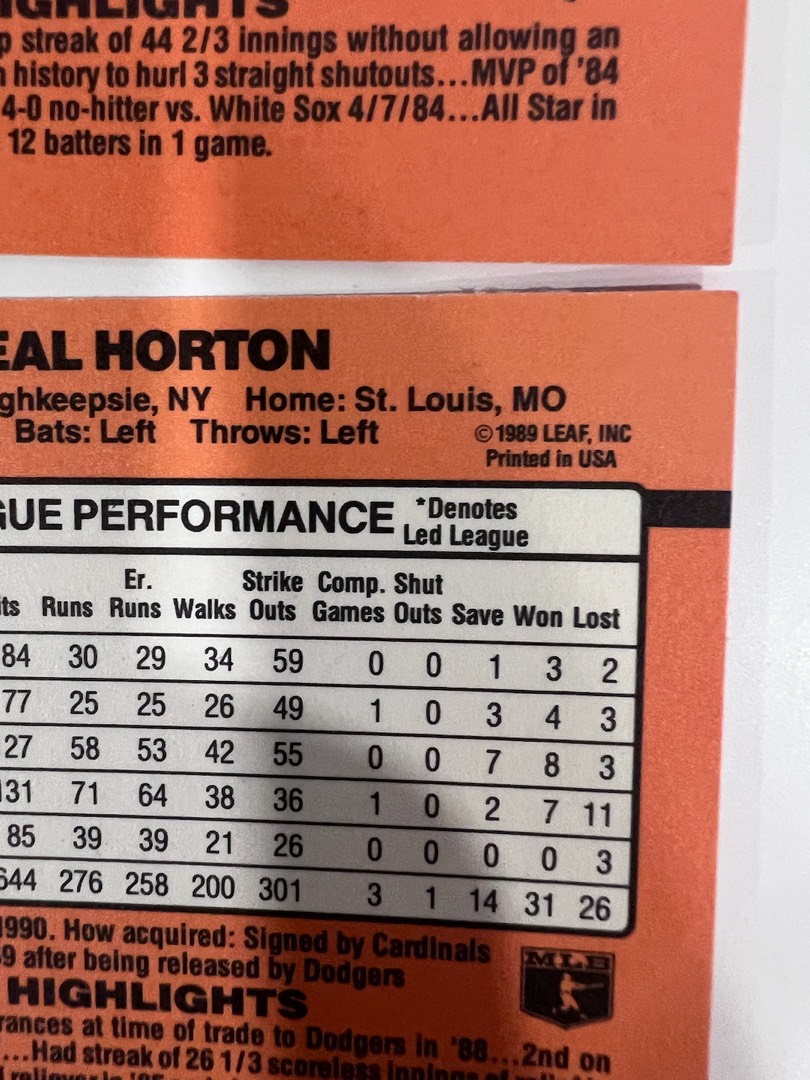 HIGHLIGHTS
streak of 44 2/3 innings without allowing an
history to hurl 3 straight shutouts...MVP of '84
4-0 no-hitter vs. White Sox 4/7/84...All Star in
12 batters in 1 game.
EAL HORTON
ghkeepsie, NY Home: St. Louis, MO
Bats: Left Throws: Left ©1989 LEAF, INC
Printed in USA
GUE PERFORMANCE *Denotes
Led League
Er. Strike Comp. Shut
ts Runs Runs Walks Outs Games Outs Save Won Lost
84 30 29 34 59 0 0 1 3 2
77 25 25 26 49 1 0 3 4 3
27 58 53 42 55 0 0 7 8 3
131 71 64 38 36 1 0 2 7 11
85 39 39 21 26 0 0 0 0 3
644 276 258 200 301 3 1 14 31 26
1990. How acquired: Signed by Cardinals
9 after being released by Dodgers
MLB
HIGHLIGHTS
rances at time of trade to Dodgers in '88...2nd on
...Had streak of 26 1/3 scoreless innings